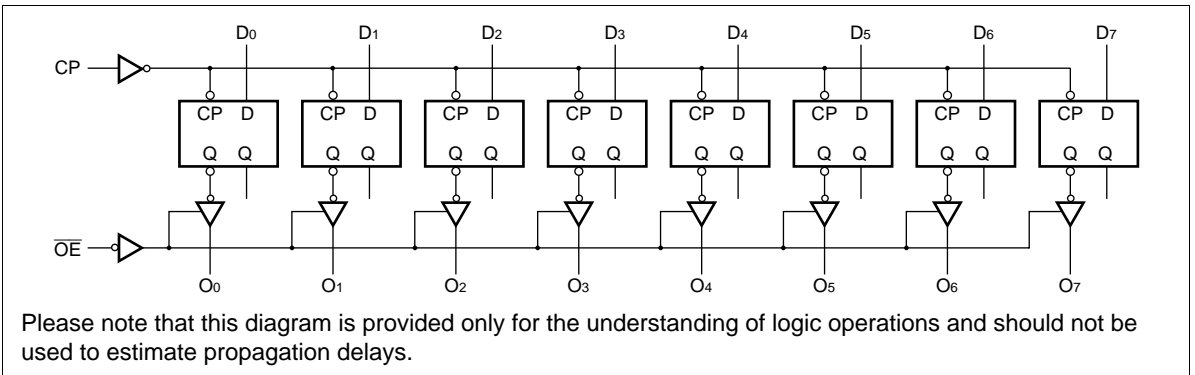 D0 D1 D2 D3 D4 D5 D6 D7
CP
CP D CP D CP D CP D CP D CP D CP D CP D
Q Q Q Q Q Q Q Q Q Q Q Q Q Q Q Q
OE
O0 O1 O2 O3 O4 O5 O6 O7
Please note that this diagram is provided only for the understanding of logic operations and should not be
used to estimate propagation delays.